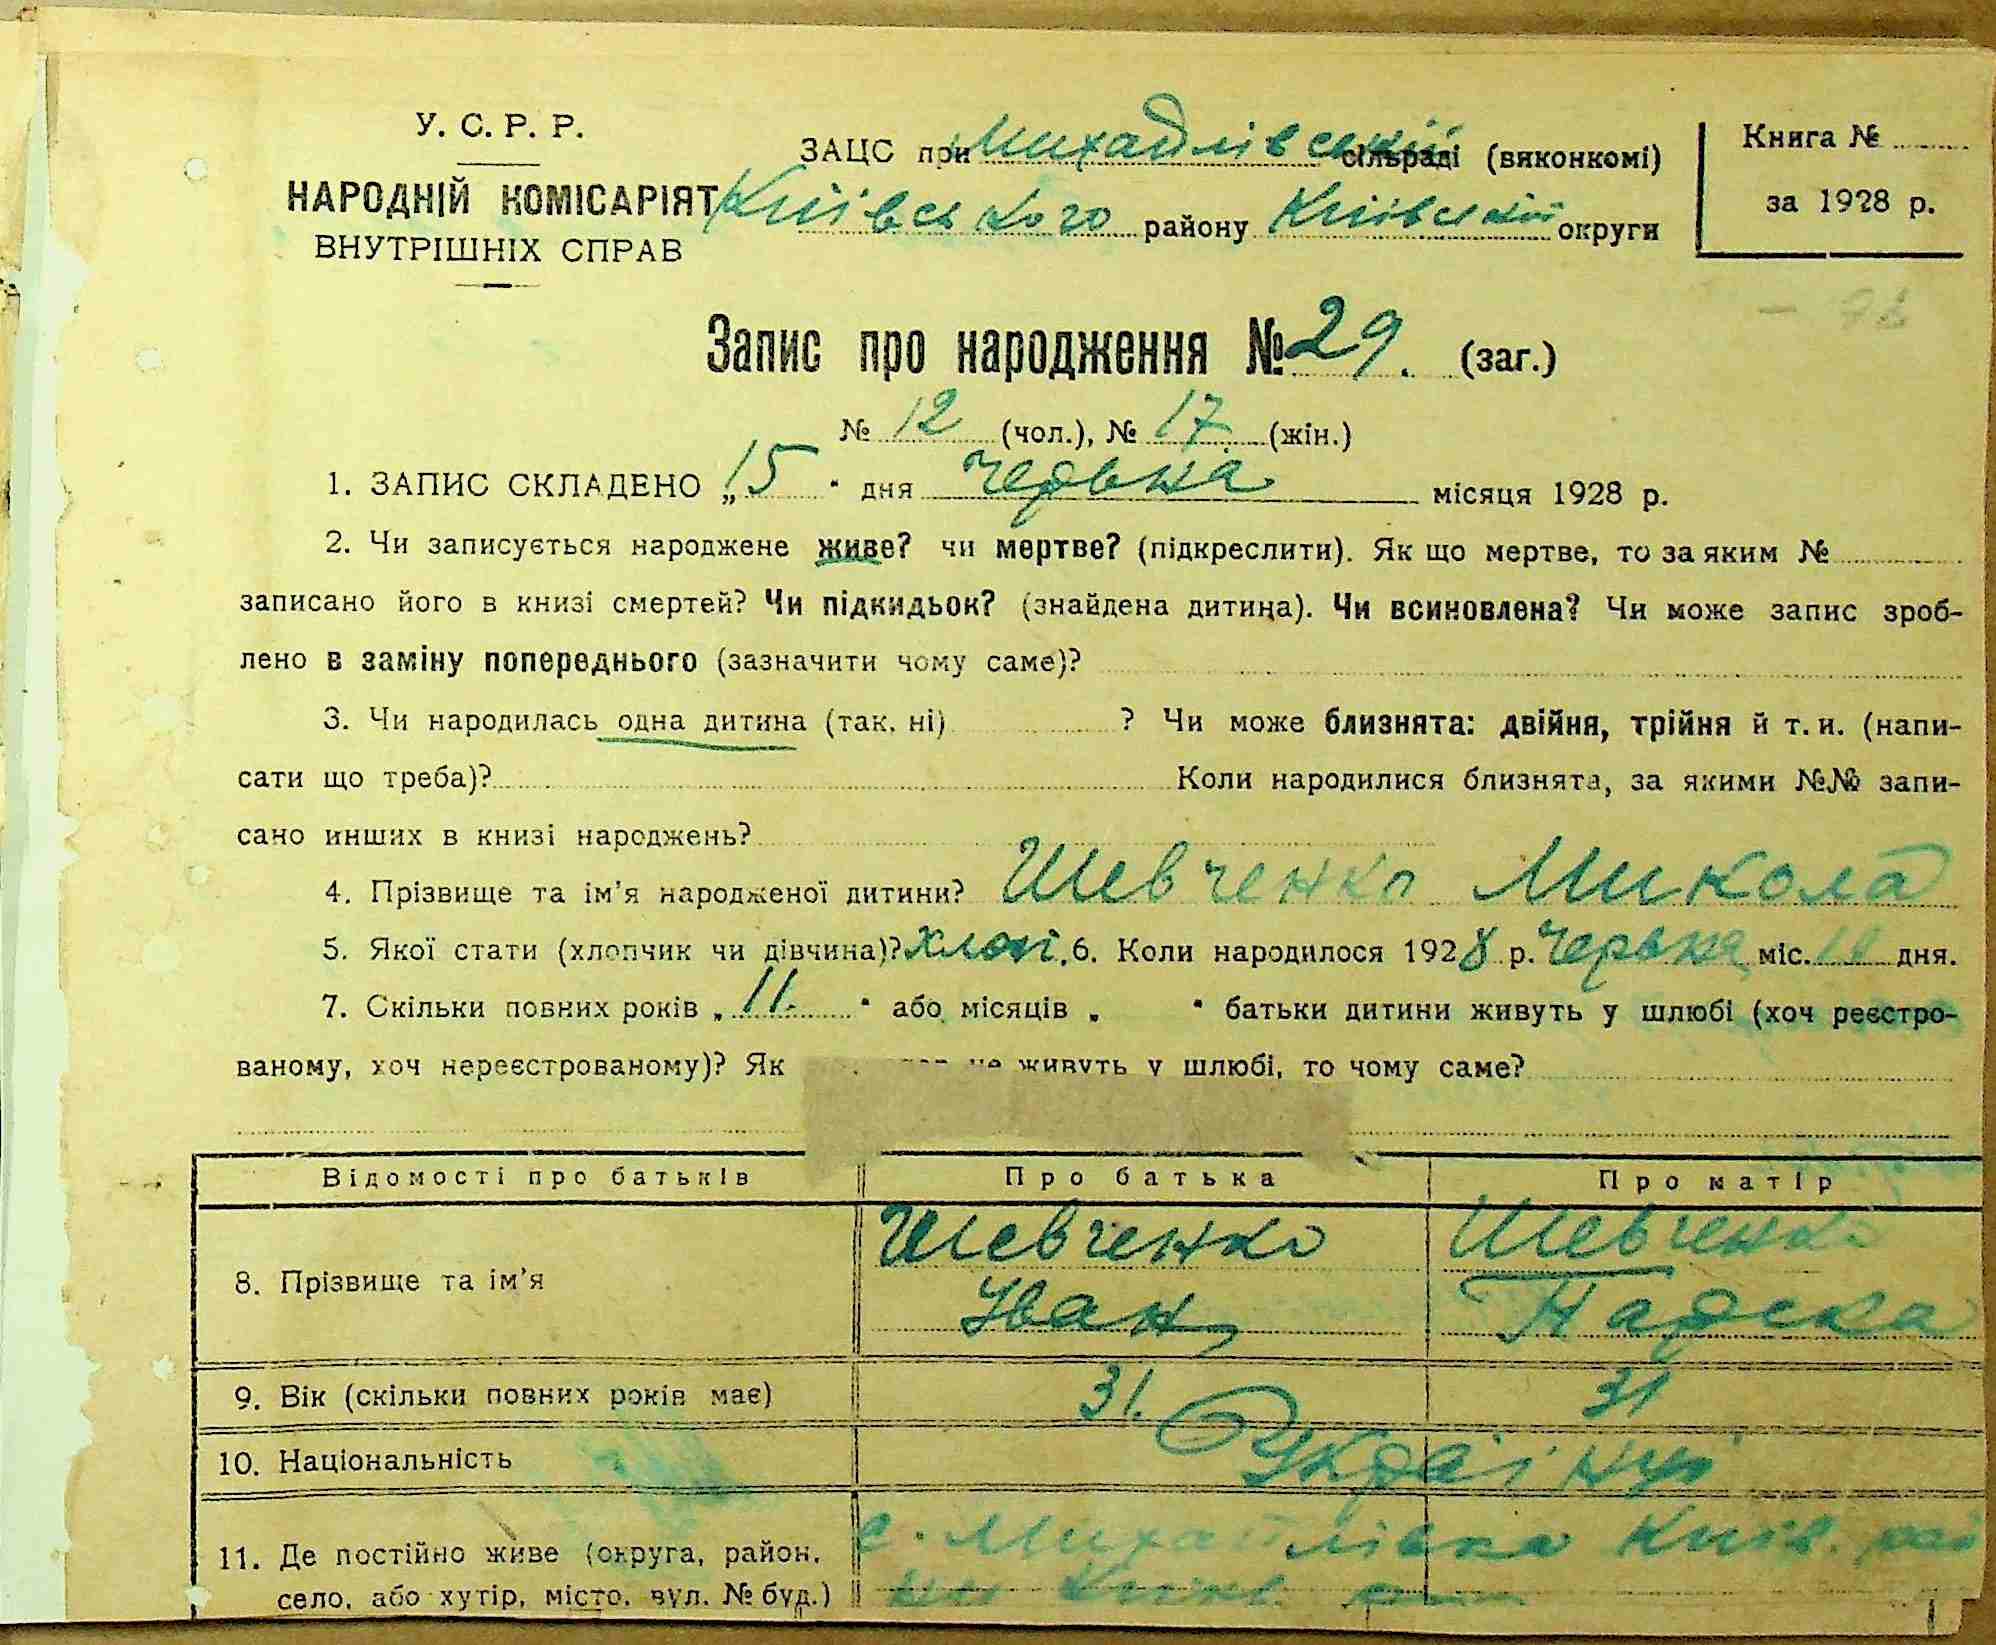 У. С. Р. Р.
НАРОДНІЙ КОМІСАРІЯТ
ВНУТРІШНІХ СПРАВ
ЗАЦС при Михайлівській сільраді (виконкомі)
Київського району Київської округи
Книга №
за 1928 р.
Запис про народження № 29. (заг.)
№ 12 (чол.), № 17 (жін.)
1. ЗАПИС СКЛАДЕНО „15" дня червня місяця 1928 р.
2. Чи записується народжене живе? чи мертве? (підкреслити). Як що мертве, то за яким №
записано його в книзі смертей? Чи підкидьок? (знайдена дитина). Чи всиновлена? Чи може запис зроб-
лено в заміну попереднього (зазначити чому саме)?
3. Чи народилась одна дитина (так, ні) ? Чи може близнята: двійня, трійня й т. и. (напи-
сати що треба)? Коли народилися близнята, за якими №№ запи-
сано инших в книзі народжень?
4. Прізвище та ім'я народженої дитини? Шевченко Микола
5. Якої стати (хлопчик чи дівчина)? хлоп. 6. Коли народилося 1928 р. червня міс. дня.
7. Скільки повних років „11." або місяців „ " батьки дитини живуть у шлюбі (хоч реєстро-
ваному, хоч нереєстрованому)? Як не живуть у шлюбі, то чому саме?
Відомості про батьків Про батька Про матір
8. Прізвище та ім'я Шевченко Іван Шевченко Параска
9. Вік (скільки повних років має) 31. 31
10. Національність Українці
11. Де постійно живе (округа, район, село, або хутір, місто, вул. № буд.) с. Михайлівка Київ.